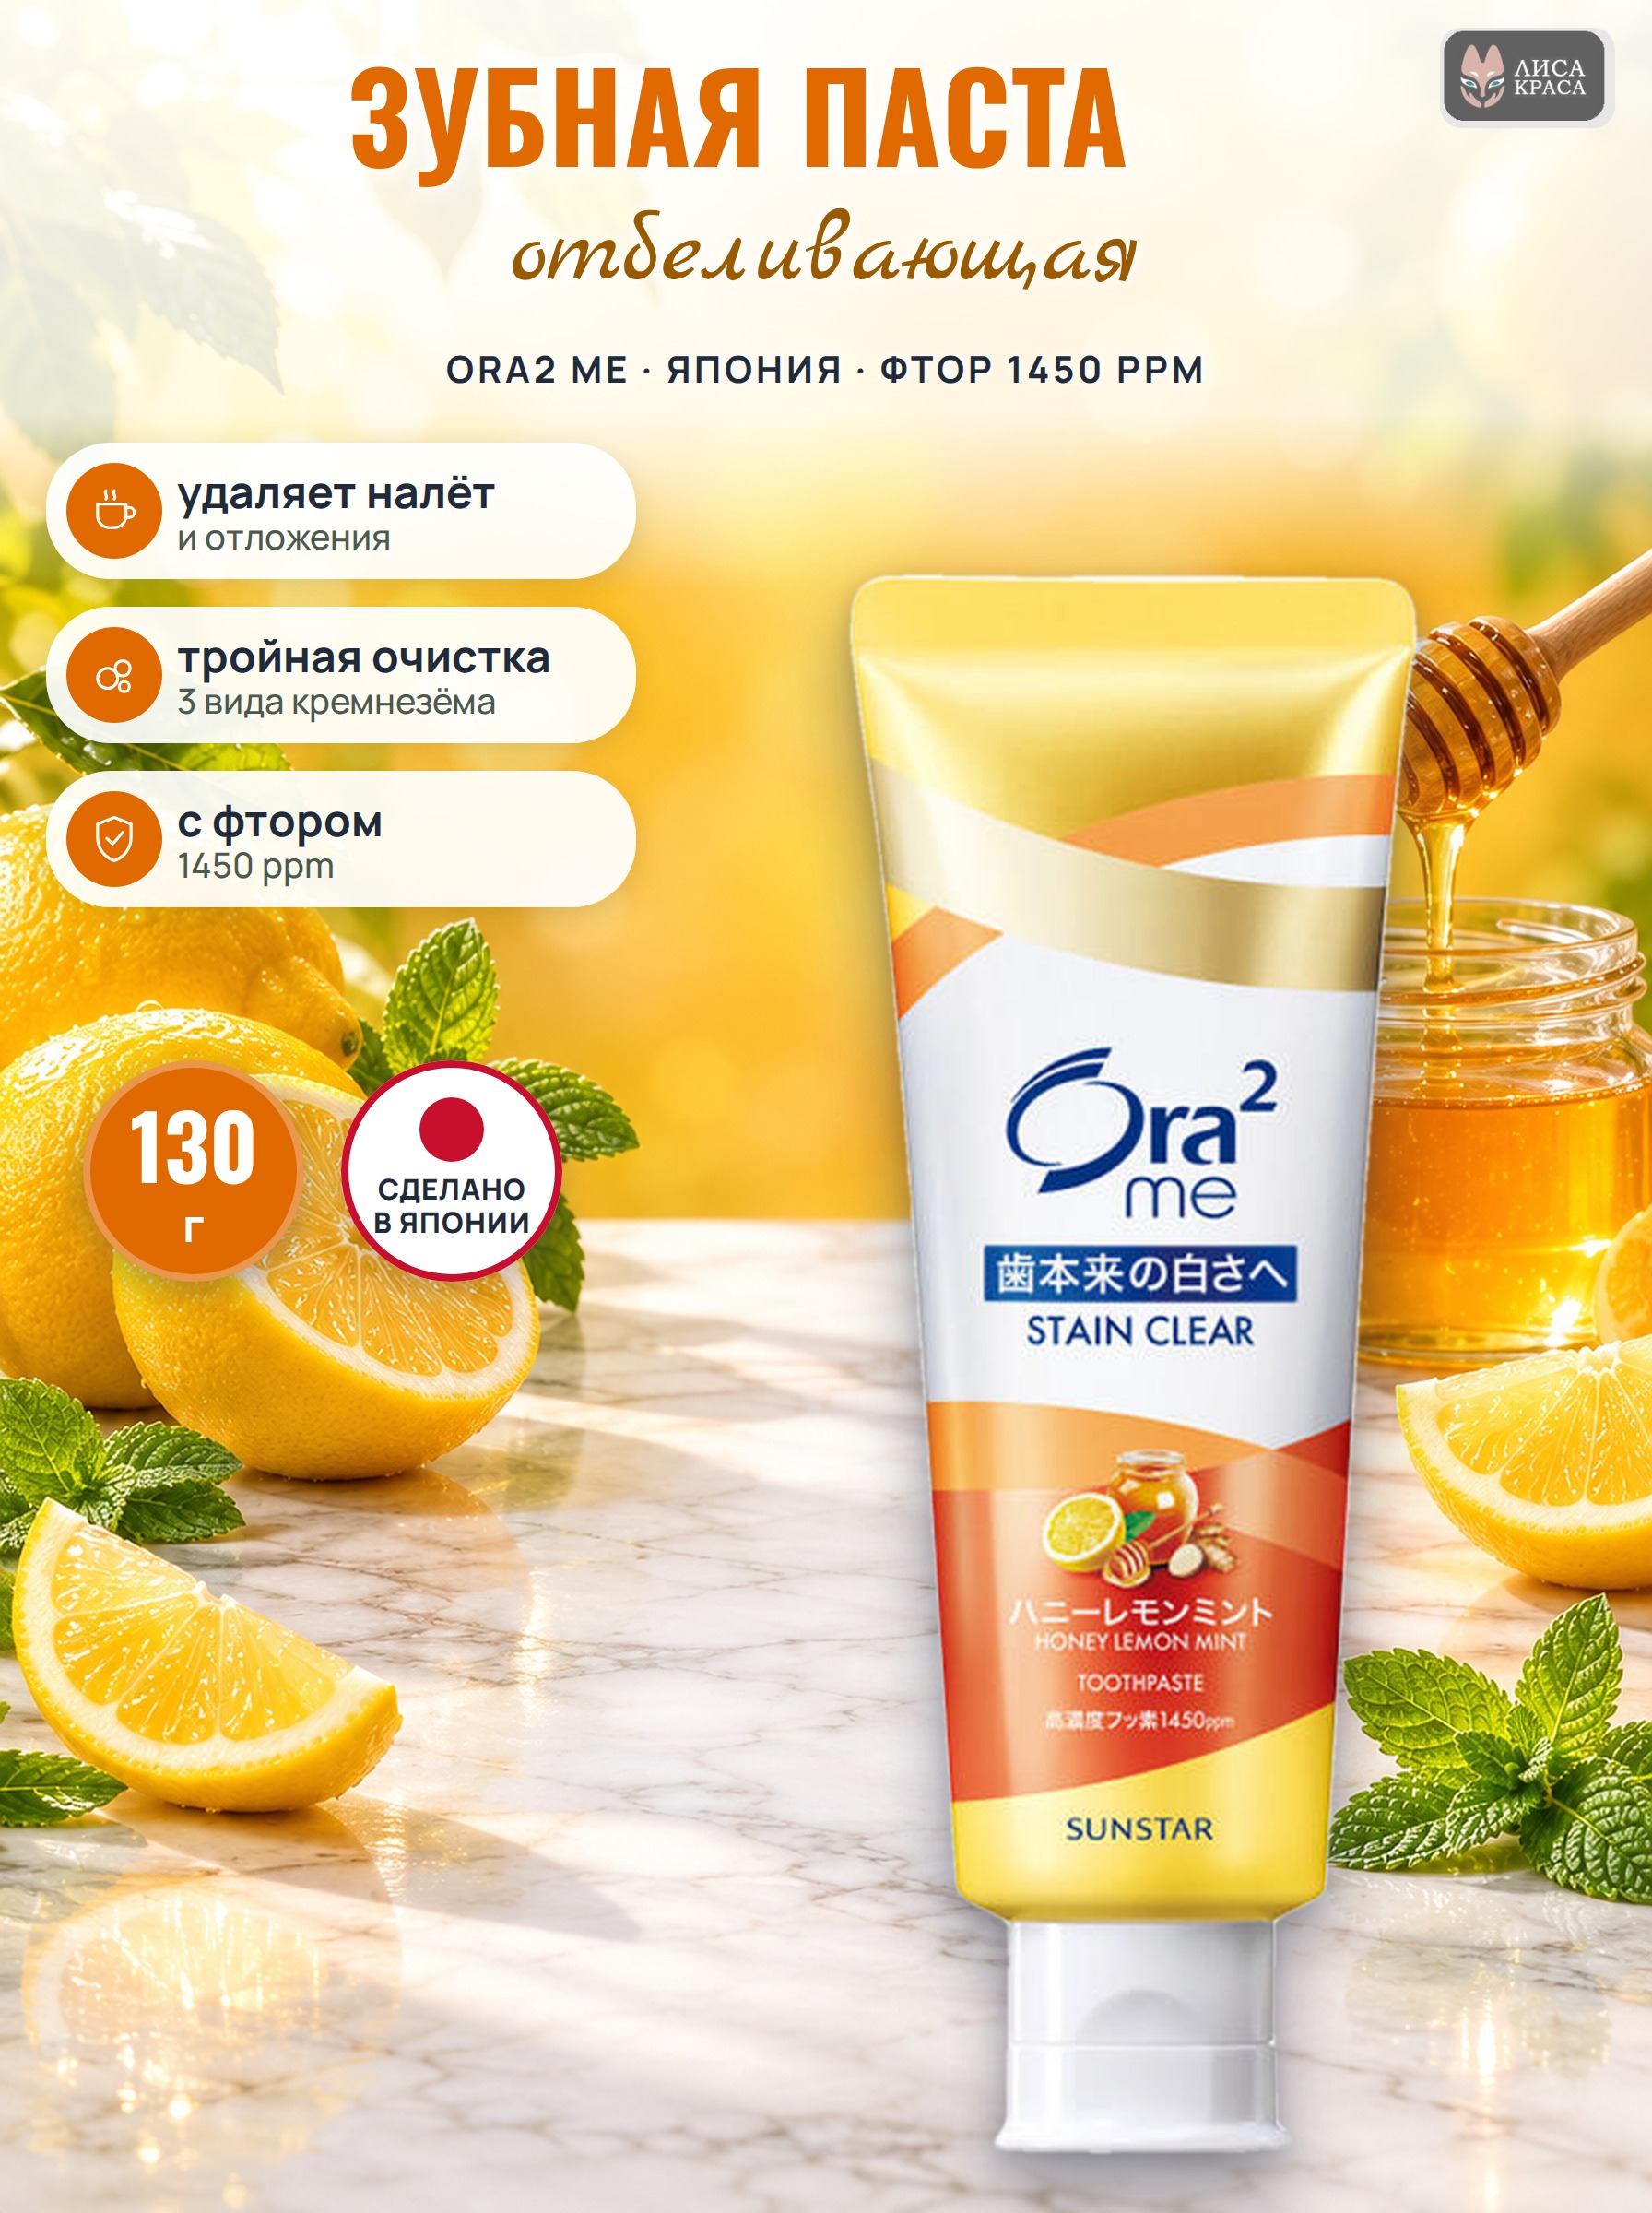 ЛИСА
КРАСА
ЗУБНАЯ ПАСТА
отбеливающая
ORA2 ME · ЯПОНИЯ · ФТОР 1450 PPM
удаляет налёт
и отложения
тройная очистка
3 вида кремнезёма
с фтором
1450 ppm
130
г
СДЕЛАНО
В ЯПОНИИ
Ora2
me
歯本来の白さへ
STAIN CLEAR
ハニーレモンミント
HONEY LEMON MINT
TOOTHPASTE
高濃度フッ素1450ppm
SUNSTAR